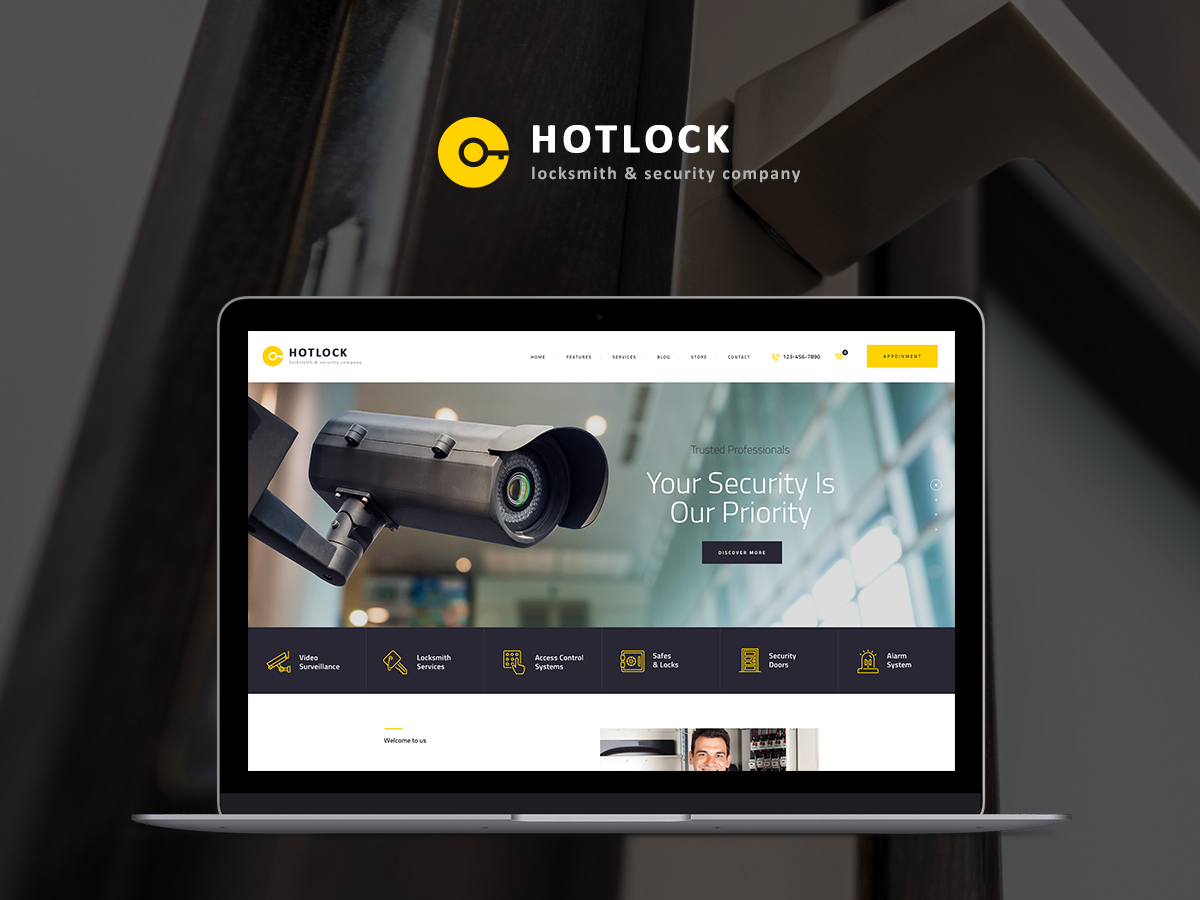 HOTLOCK
locksmith & security company
HOTLOCK
locksmith & security company
HOME
FEATURES
SERVICES
BLOG
STORE
CONTACT
123-456-7890
0
APPOINMENT
Trusted Professionals
Your Security Is
Our Priority
DISCOVER MORE
Video
Surveillance
Locksmith
Services
Access Control
Systems
Safes
& Locks
Security
Doors
Alarm
System
Welcome to us